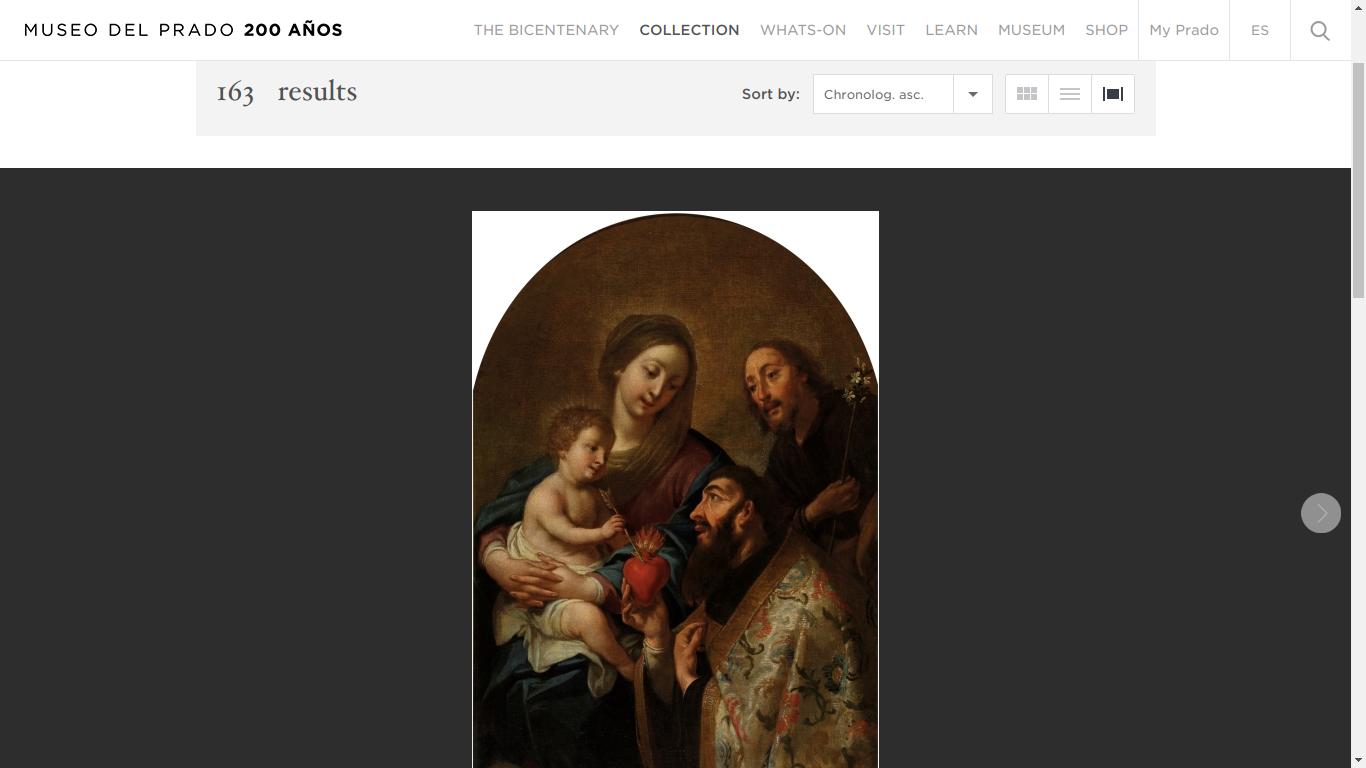 MUSEO DEL PRADO 200 AÑOS
THE BICENTENARY COLLECTION WHATS-ON VISIT LEARN MUSEUM SHOP My Prado ES
163 results
Sort by: Chronolog. asc.